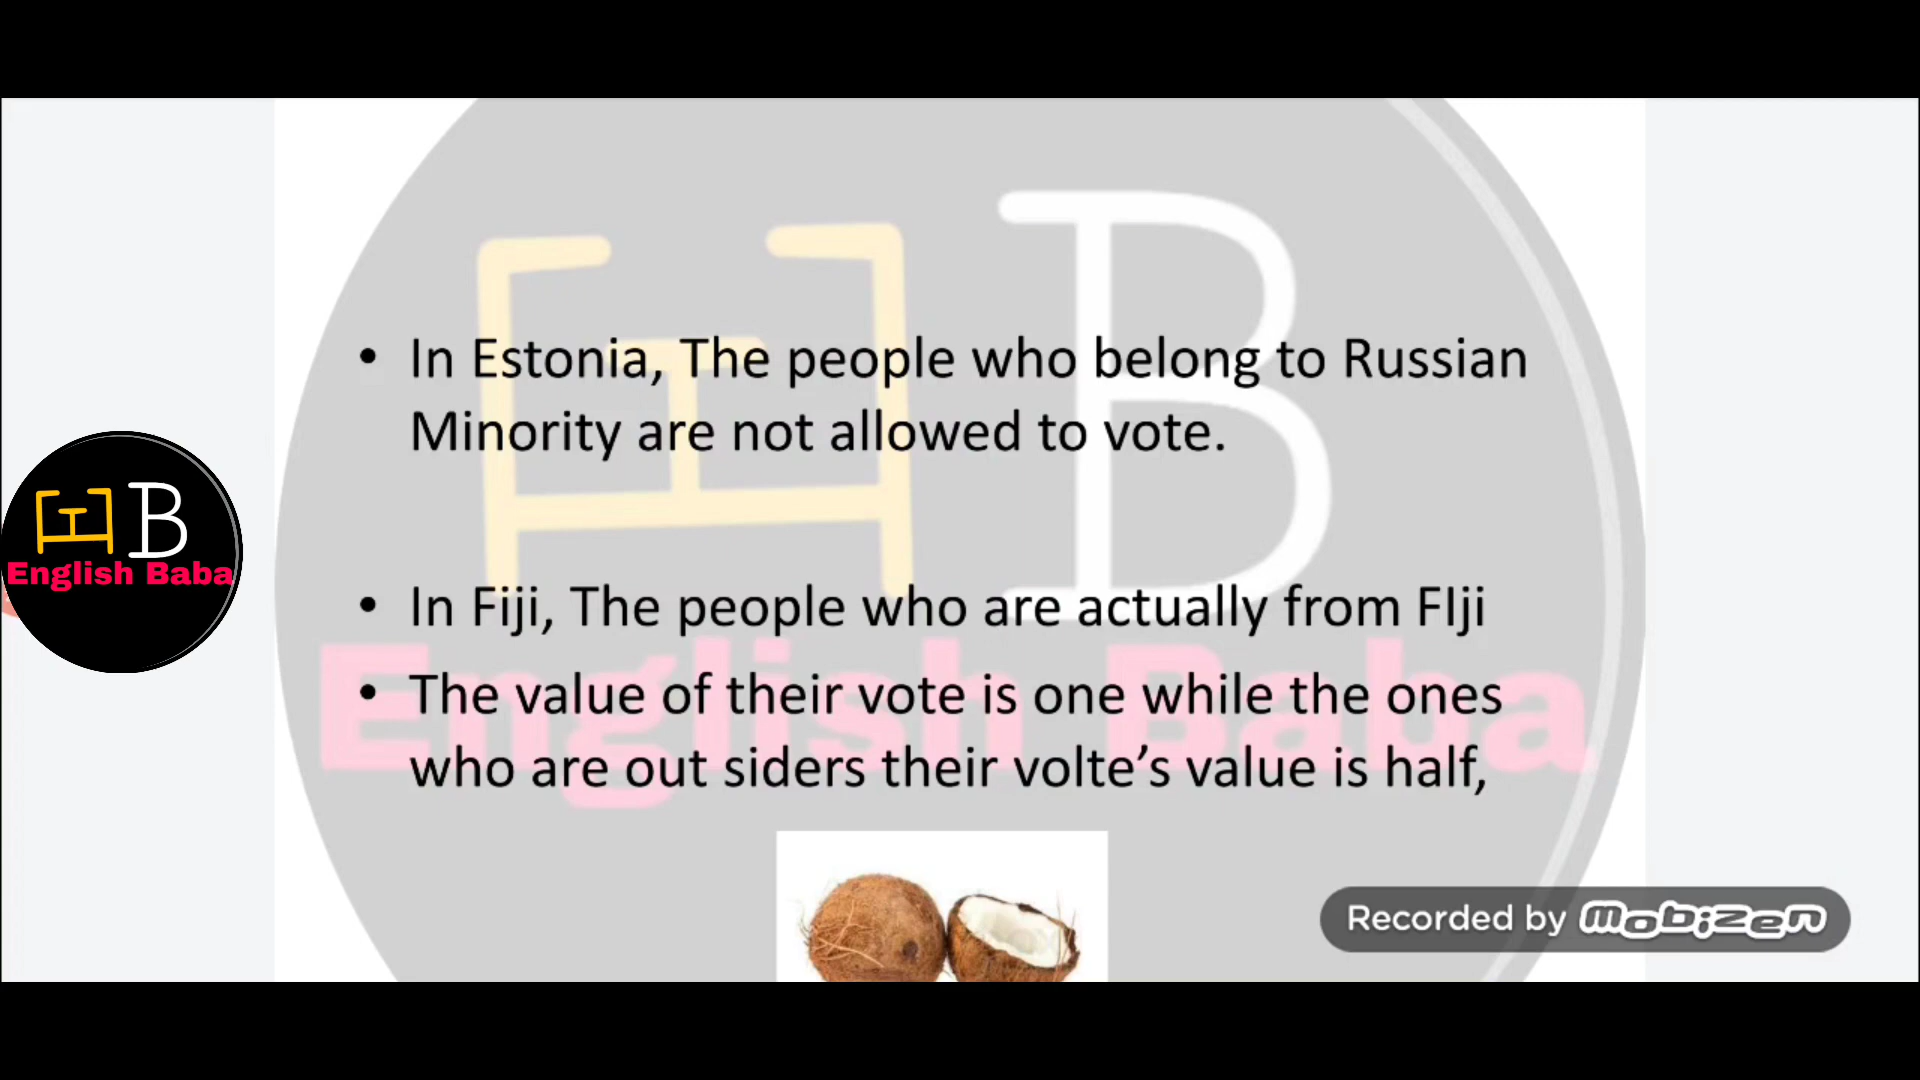 • In Estonia, The people who belong to Russian
Minority are not allowed to vote.
• In Fiji, The people who are actually from FIji
• The value of their vote is one while the ones
who are out siders their volte’s value is half,
EB
English Baba
B
English Baba
Recorded by mobizen